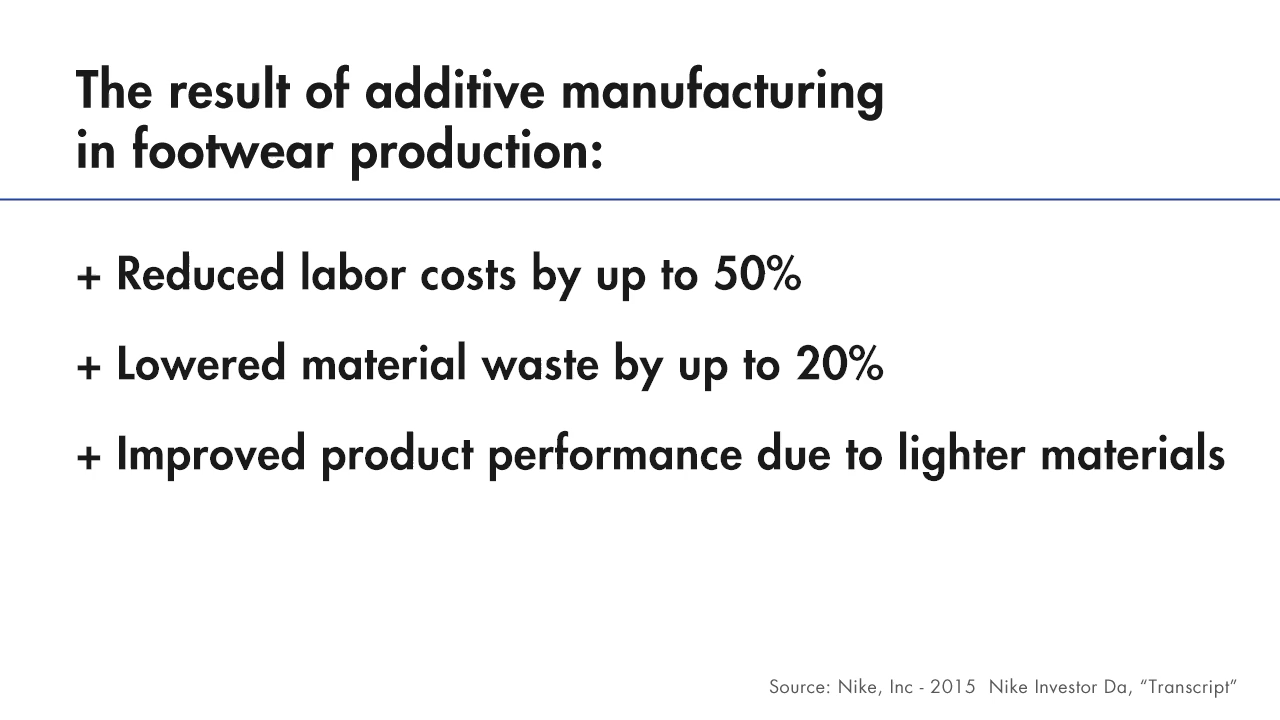 The result of additive manufacturing
in footwear production:
+ Reduced labor costs by up to 50%
+ Lowered material waste by up to 20%
+ Improved product performance due to lighter materials
Source: Nike, Inc - 2015  Nike Investor Da, “Transcript”